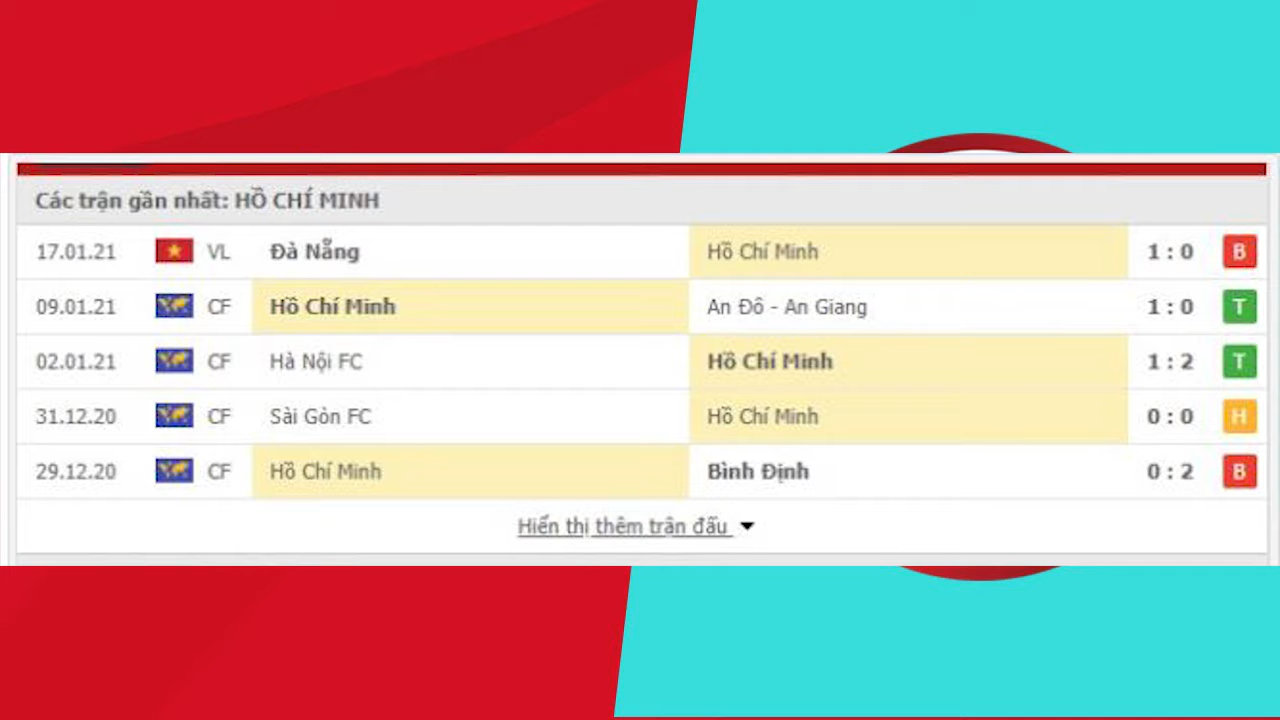 Các trận gần nhất: HỒ CHÍ MINH
17.01.21 VL Đà Nẵng Hồ Chí Minh 1 : 0 B
09.01.21 CF Hồ Chí Minh An Đô - An Giang 1 : 0 T
02.01.21 CF Hà Nội FC Hồ Chí Minh 1 : 2 T
31.12.20 CF Sài Gòn FC Hồ Chí Minh 0 : 0 H
29.12.20 CF Hồ Chí Minh Bình Định 0 : 2 B
Hiển thị thêm trận đấu